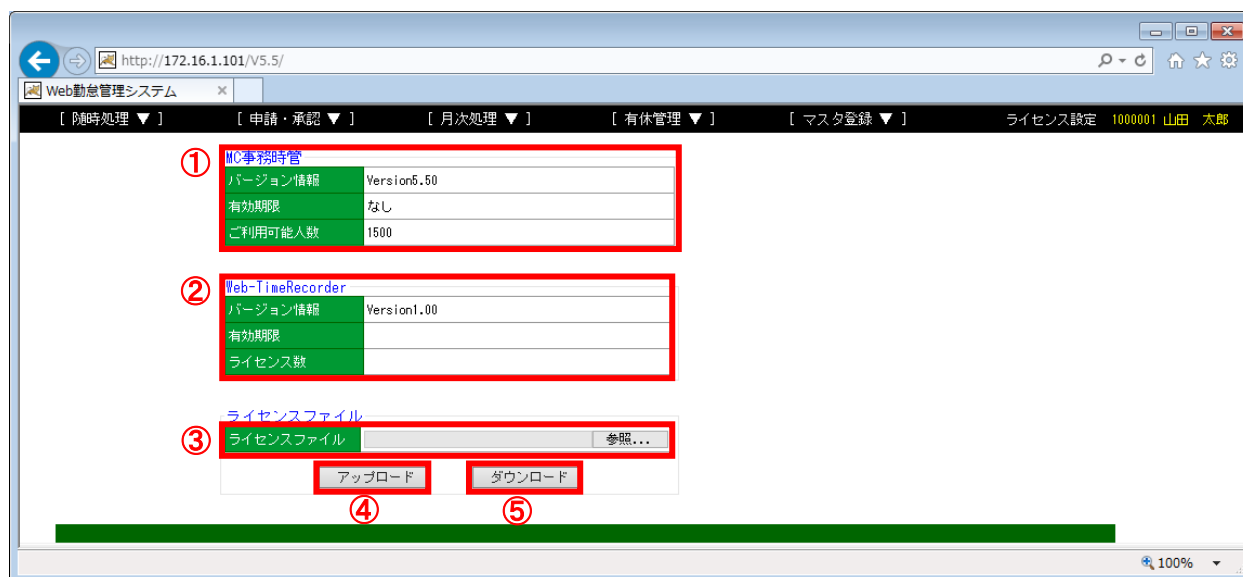 http://172.16.1.101/V5.5/
Web勤怠管理システム ×
[ 随時処理 ▼ ] [ 申請・承認 ▼ ] [ 月次処理 ▼ ] [ 有休管理 ▼ ] [ マスタ登録 ▼ ] ライセンス設定 1000001 山田 太郎
① MC事務時管
バージョン情報 Version5.50
有効期限 なし
ご利用可能人数 1500
② Web-TimeRecorder
バージョン情報 Version1.00
有効期限
ライセンス数
ライセンスファイル
③ ライセンスファイル 参照...
アップロード ダウンロード
④ ⑤
100% ▼